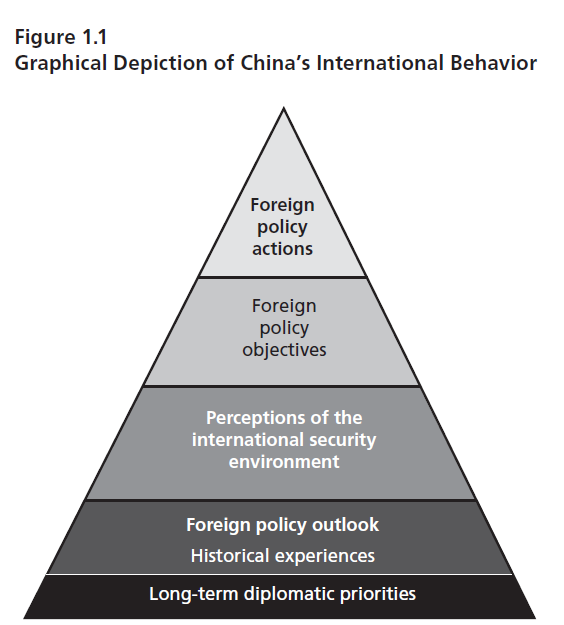 Figure 1.1
Graphical Depiction of China’s International Behavior
Foreign
policy
actions
Foreign
policy
objectives
Perceptions of the
international security
environment
Foreign policy outlook
Historical experiences
Long-term diplomatic priorities